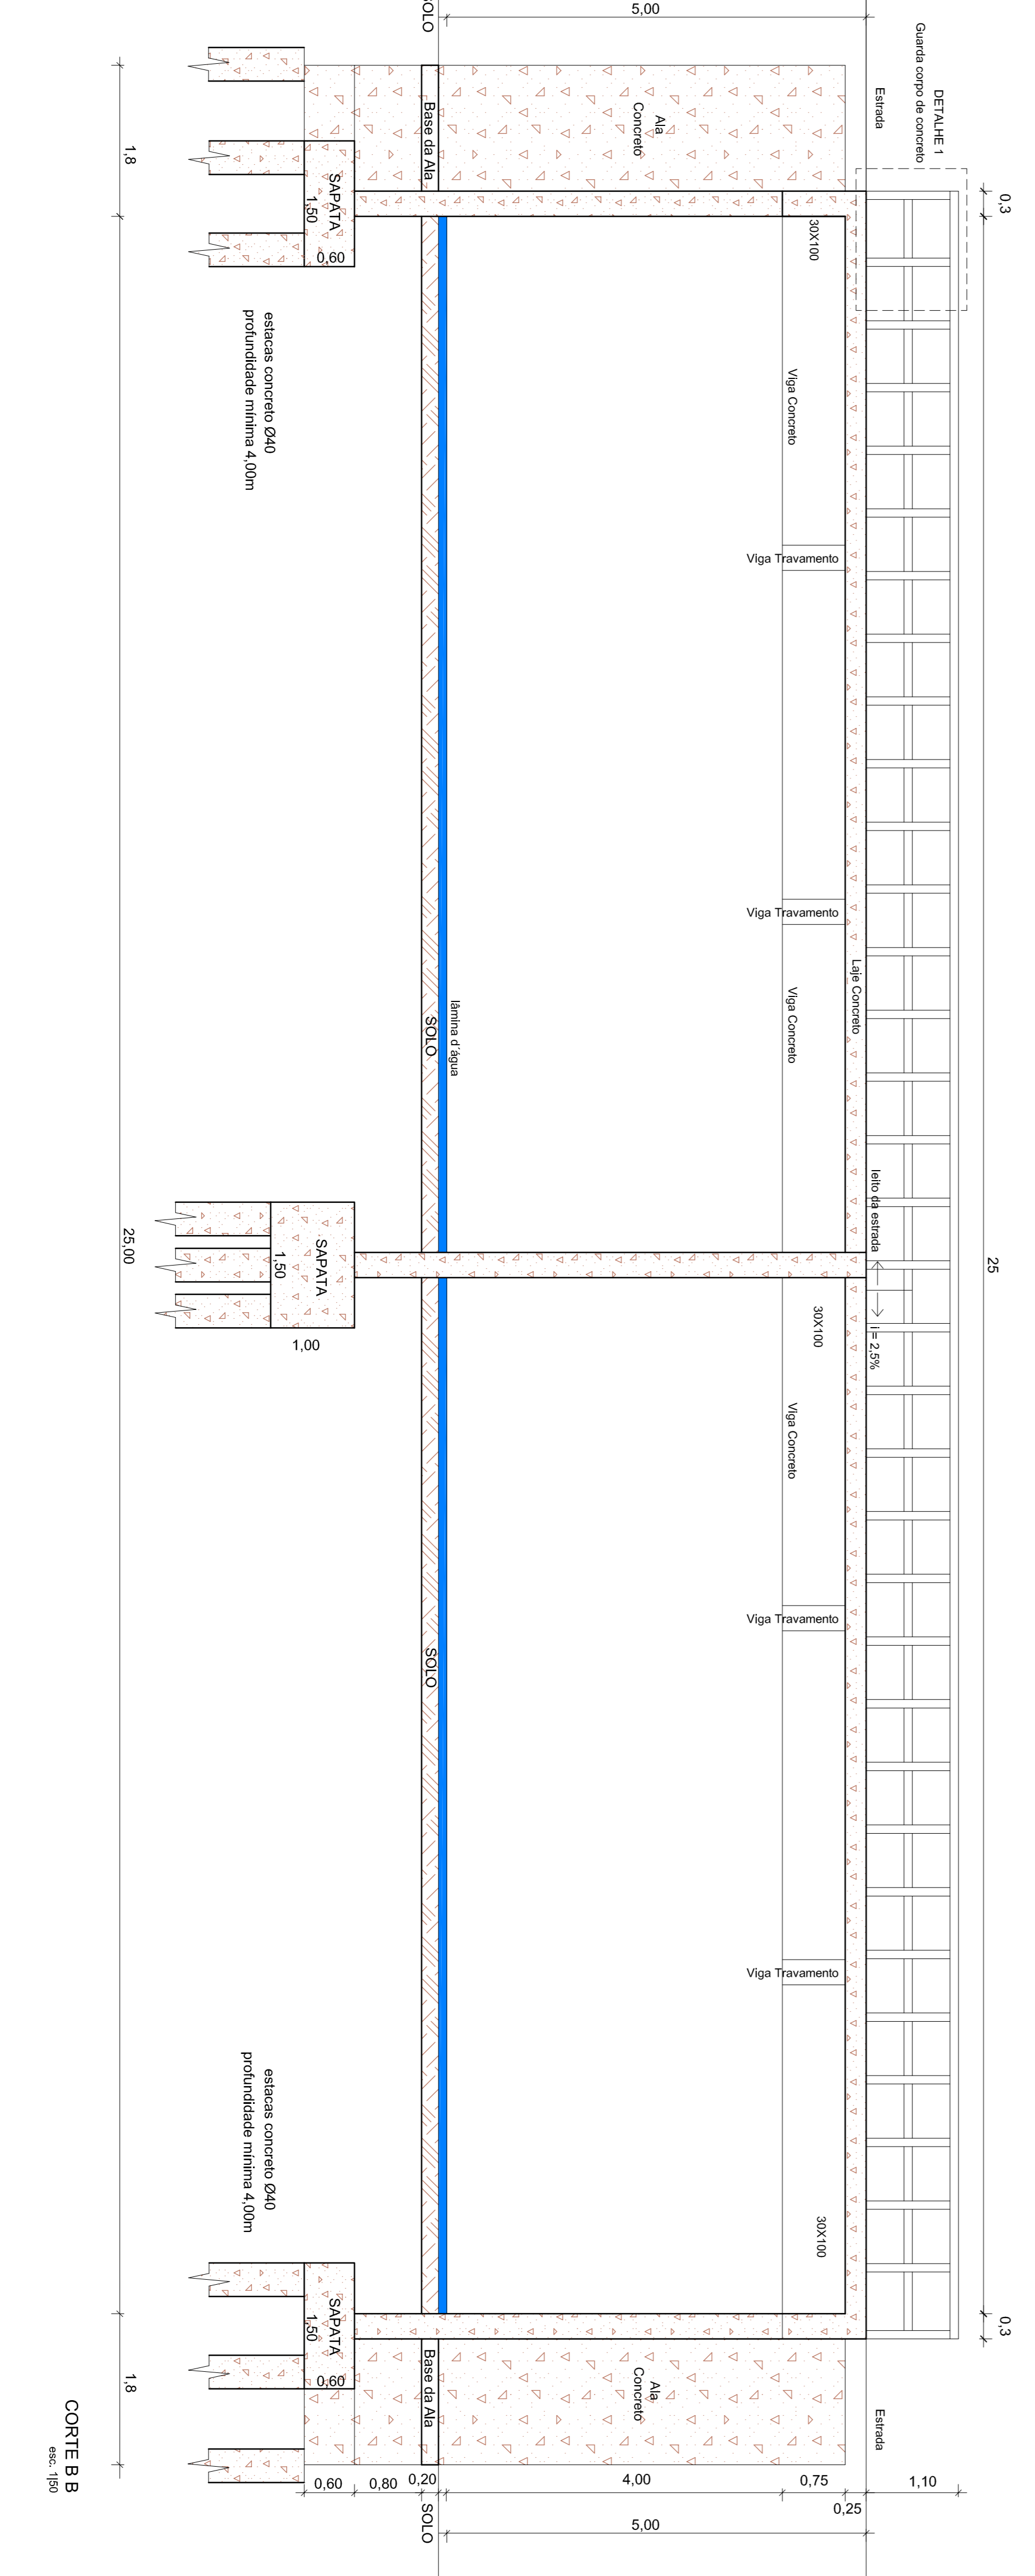 0,3
25
0,3
DETALHE 1
Guarda corpo de concreto
Estrada
leito da estrada
i = 2,5%
Estrada
1,10
Laje Concreto
0,25
30X100
Viga Concreto
Viga Travamento
Viga Travamento
Viga Concreto
30X100
Viga Concreto
Viga Travamento
Viga Travamento
30X100
0,75
5,00
Ala
Concreto
Ala
Concreto
4,00
5,00
lâmina d´água
SOLO
Base da Ala
SOLO
SOLO
Base da Ala
0,20
SOLO
0,80
SAPATA
1,50
0,60
SAPATA
1,50
1,00
SAPATA
1,50
0,60
0,60
estacas concreto Ø40
profundidade mínima 4,00m
estacas concreto Ø40
profundidade mínima 4,00m
1,8
25,00
1,8
CORTE B B
esc. 1|50